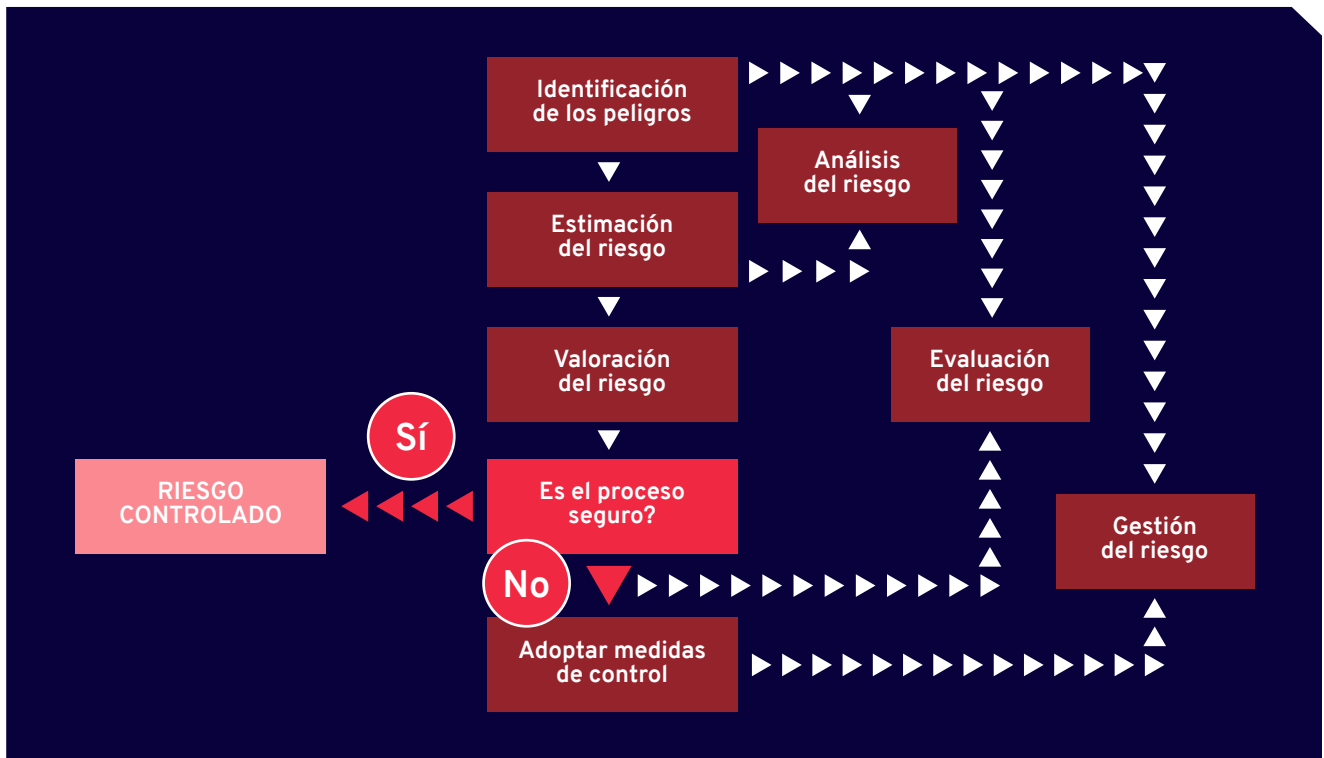 Identificación
de los peligros
Análisis
del riesgo
Estimación
del riesgo
Valoración
del riesgo
Evaluación
del riesgo
Sí
RIESGO
CONTROLADO
Es el proceso
seguro?
Gestión
del riesgo
No
Adoptar medidas
de control